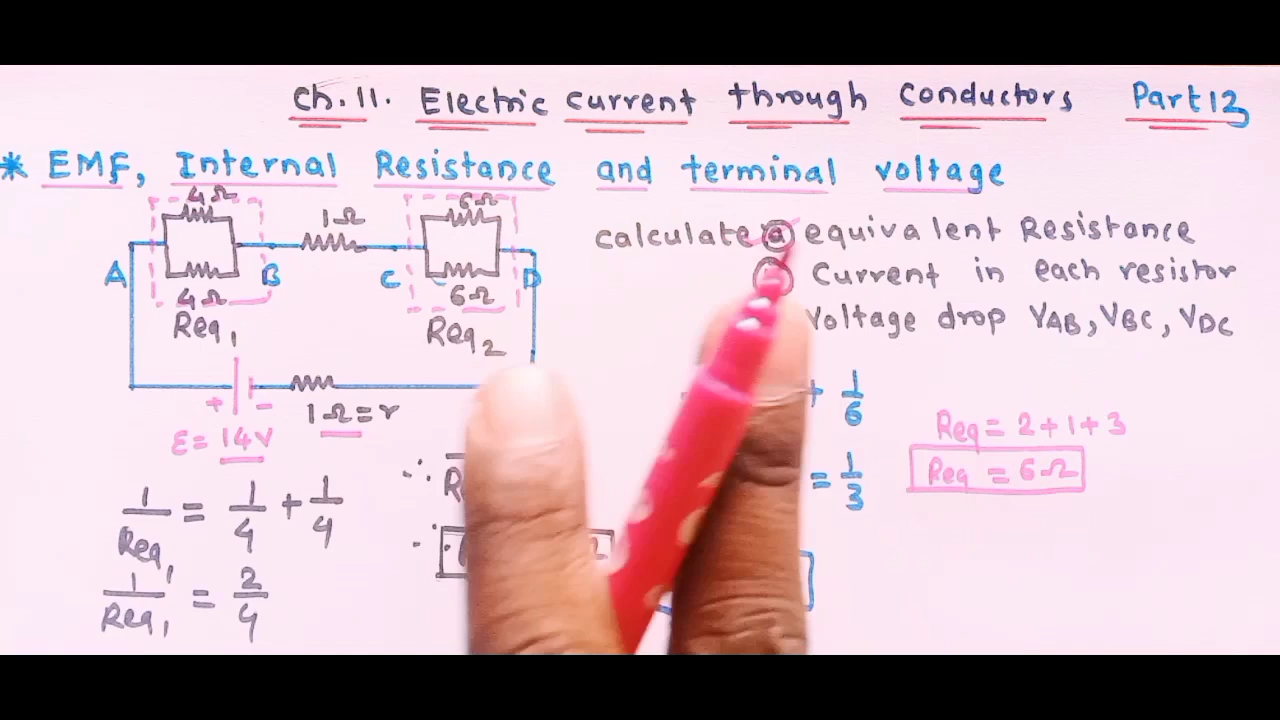 Ch. 11. Electric current through conductors Part 12
* EMF, Internal Resistance and terminal voltage
4Ω
1Ω
6Ω
A
B
C
D
4Ω
6Ω
Req1
Req2
+ -
1Ω = r
ε = 14V
calculate ⓐ equivalent Resistance
Current in each resistor
Voltage drop VAB, VBC, VDC
+ 1/6
= 1/3
Req = 2+1+3
Req = 6Ω
1/Req1 = 1/4 + 1/4
1/Req1 = 2/4
∴